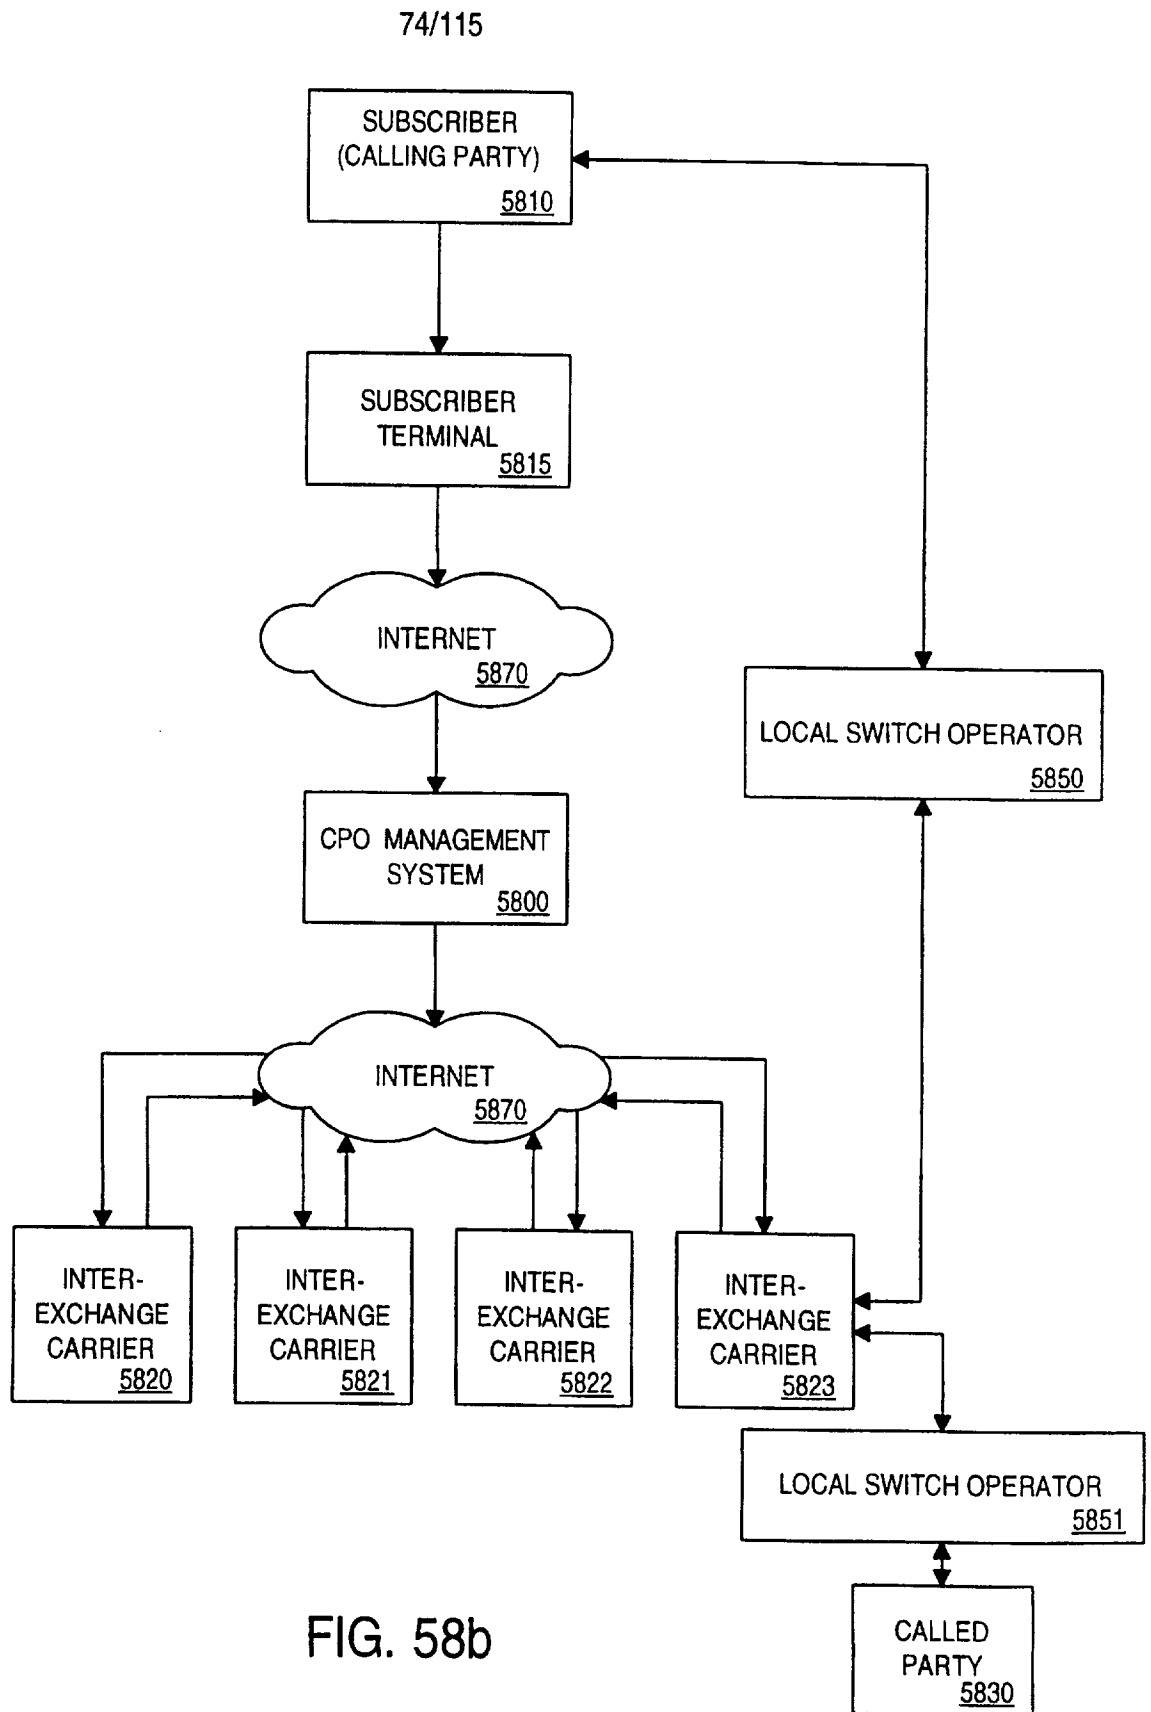 74/115
SUBSCRIBER
(CALLING PARTY)
5810
SUBSCRIBER
TERMINAL
5815
INTERNET
5870
LOCAL SWITCH OPERATOR
5850
CPO MANAGEMENT
SYSTEM
5800
INTERNET
5870
INTER-
EXCHANGE
CARRIER
5820
INTER-
EXCHANGE
CARRIER
5821
INTER-
EXCHANGE
CARRIER
5822
INTER-
EXCHANGE
CARRIER
5823
LOCAL SWITCH OPERATOR
5851
CALLED
PARTY
5830
FIG. 58b